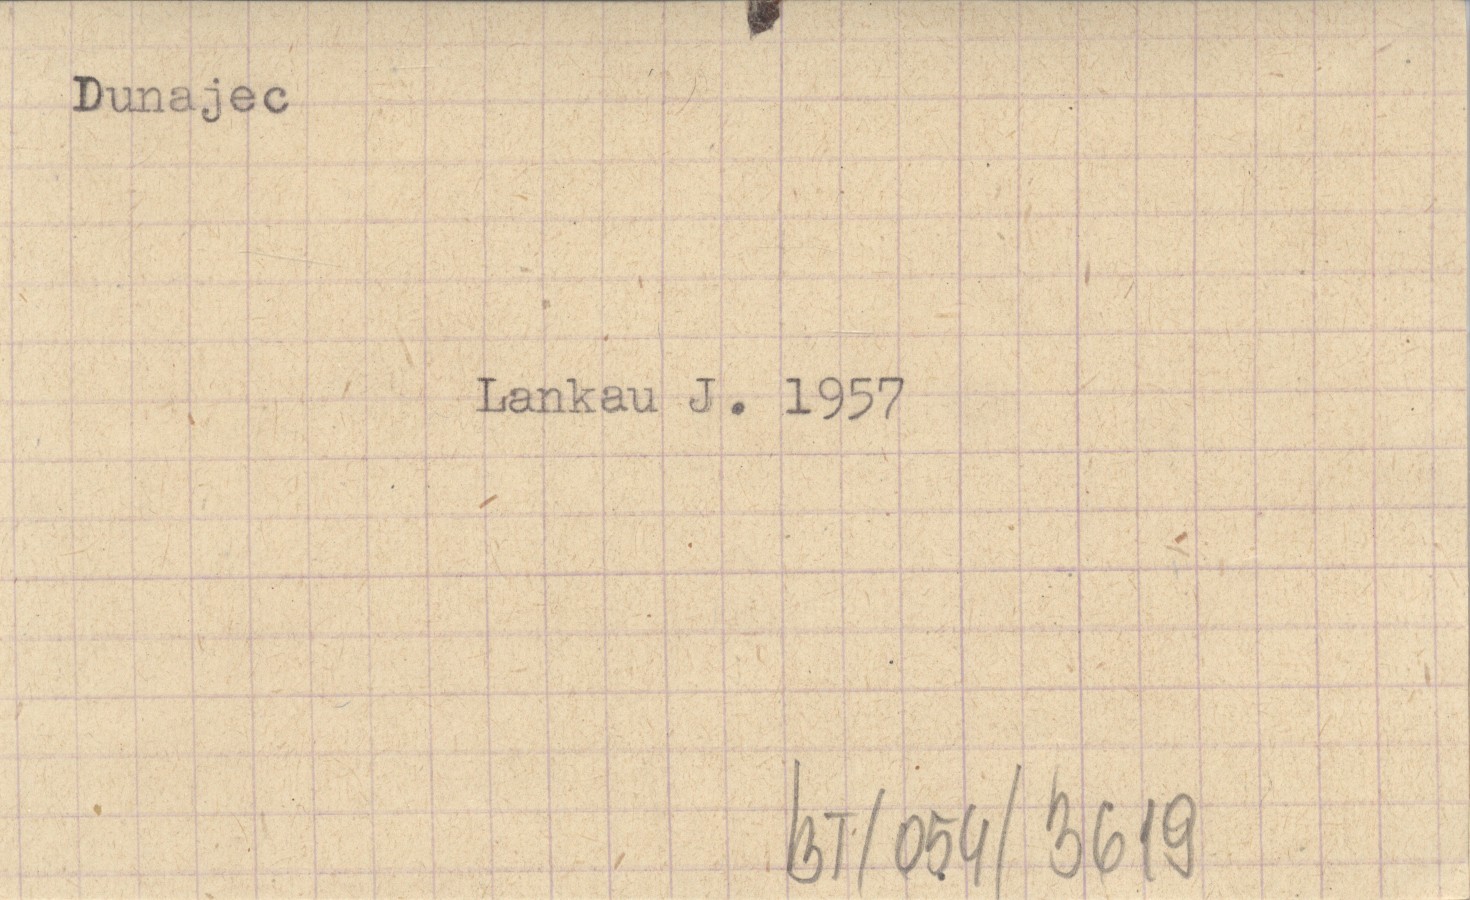 Dunajec
Lankau J. 1957
BT/054/3619